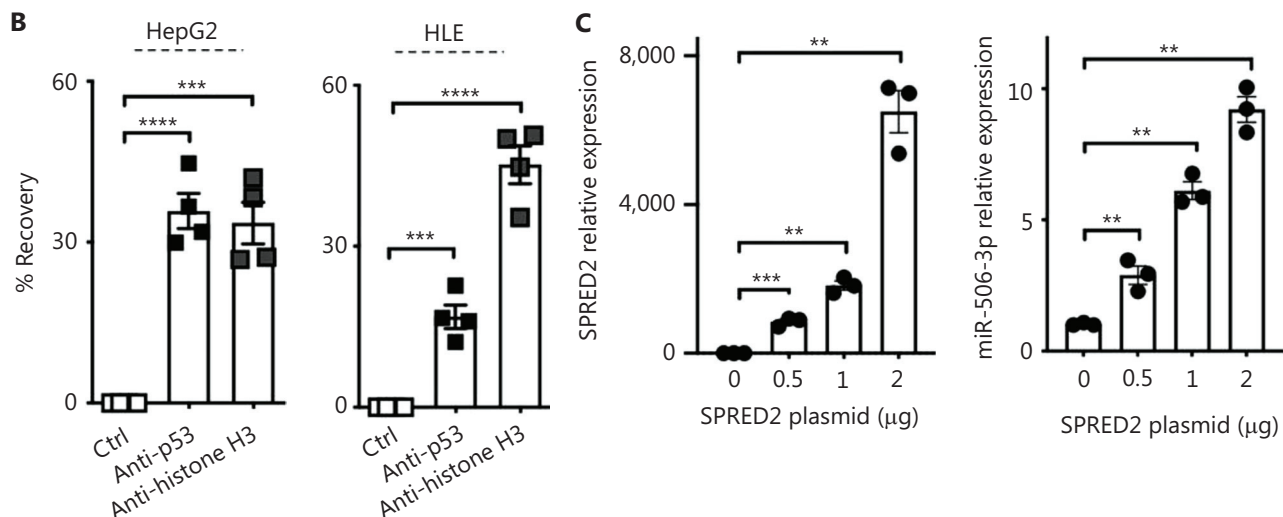 B
HepG2
% Recovery
60
30
0
****
***
Ctrl
Anti-p53
Anti-histone H3
HLE
60
30
0
***
****
Ctrl
Anti-p53
Anti-histone H3
C
SPRED2 relative expression
8,000
4,000
0
**
**
***
0
0.5
1
2
SPRED2 plasmid (μg)
miR-506-3p relative expression
10
5
0
**
**
**
0
0.5
1
2
SPRED2 plasmid (μg)